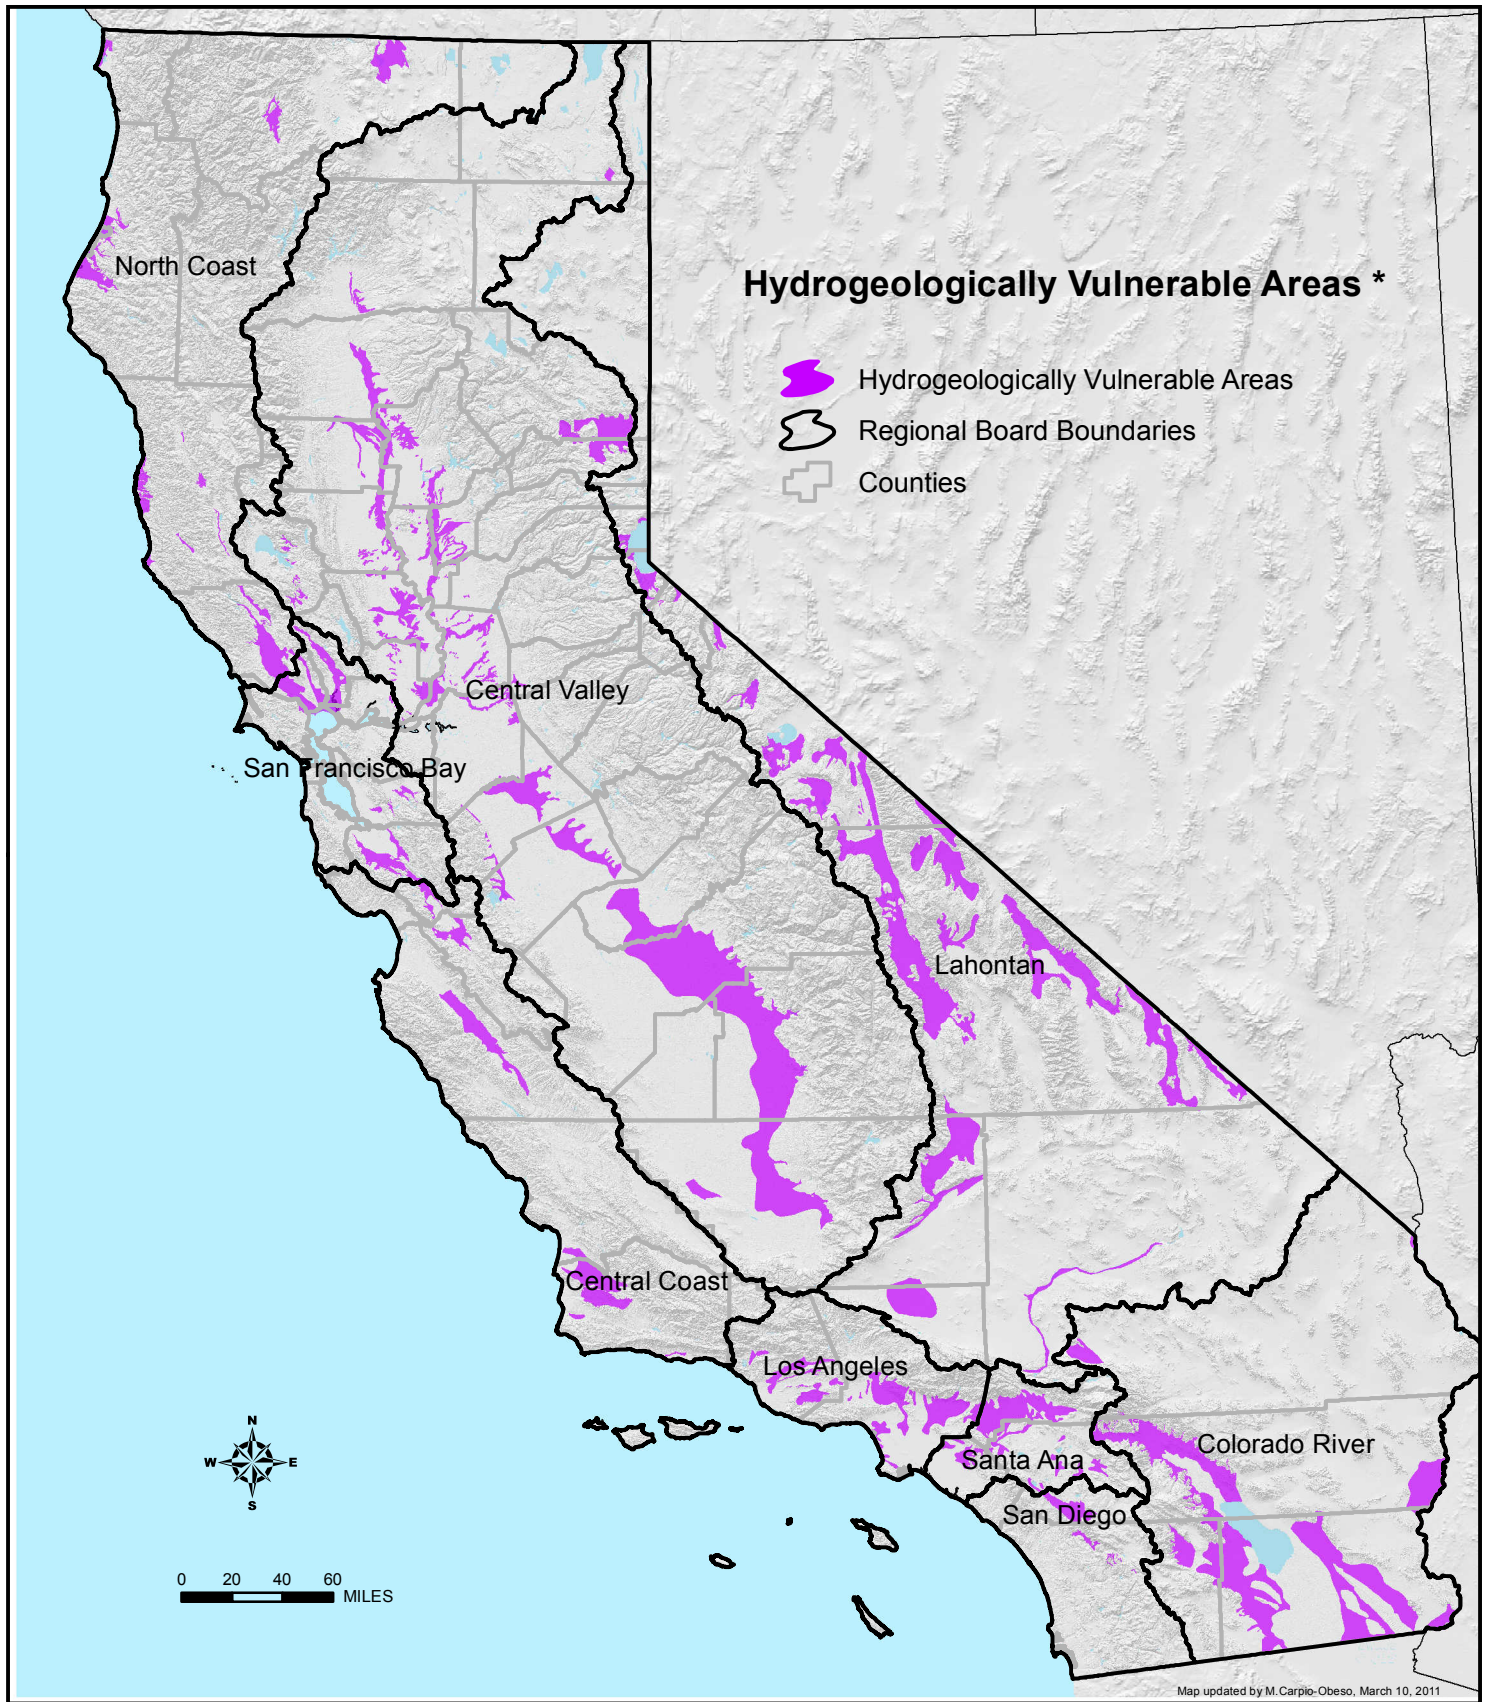 Hydrogeologically Vulnerable Areas *
Hydrogeologically Vulnerable Areas
Regional Board Boundaries
Counties
North Coast
Central Valley
San Francisco Bay
Lahontan
Central Coast
Los Angeles
Colorado River
Santa Ana
San Diego
N
W E
S
0 20 40 60
MILES
Map updated by M.Carpio-Obeso, March 10, 2011